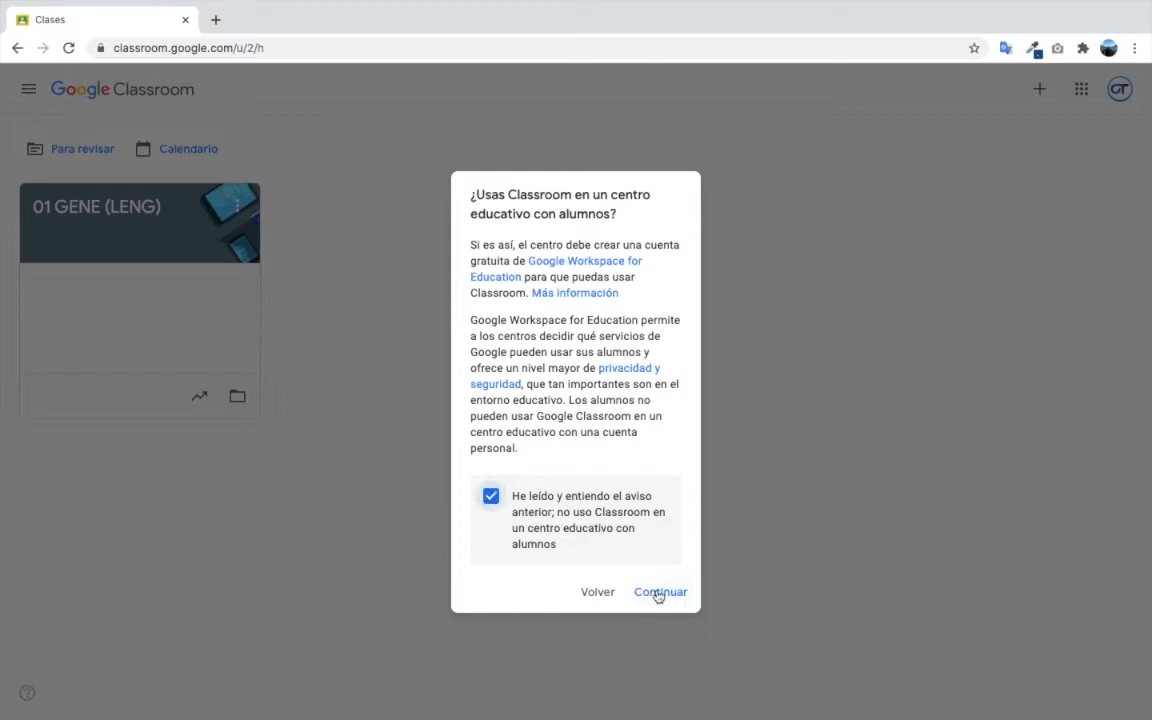 Clases
classroom.google.com/u/2/h
Google Classroom
GT
Para revisar
Calendario
01 GENE (LENG)
¿Usas Classroom en un centro
educativo con alumnos?
Si es así, el centro debe crear una cuenta
gratuita de Google Workspace for
Education para que puedas usar
Classroom. Más información
Google Workspace for Education permite
a los centros decidir qué servicios de
Google pueden usar sus alumnos y
ofrece un nivel mayor de privacidad y
seguridad, que tan importantes son en el
entorno educativo. Los alumnos no
pueden usar Google Classroom en un
centro educativo con una cuenta
personal.
He leído y entiendo el aviso
anterior; no uso Classroom en
un centro educativo con
alumnos
Volver
Continuar